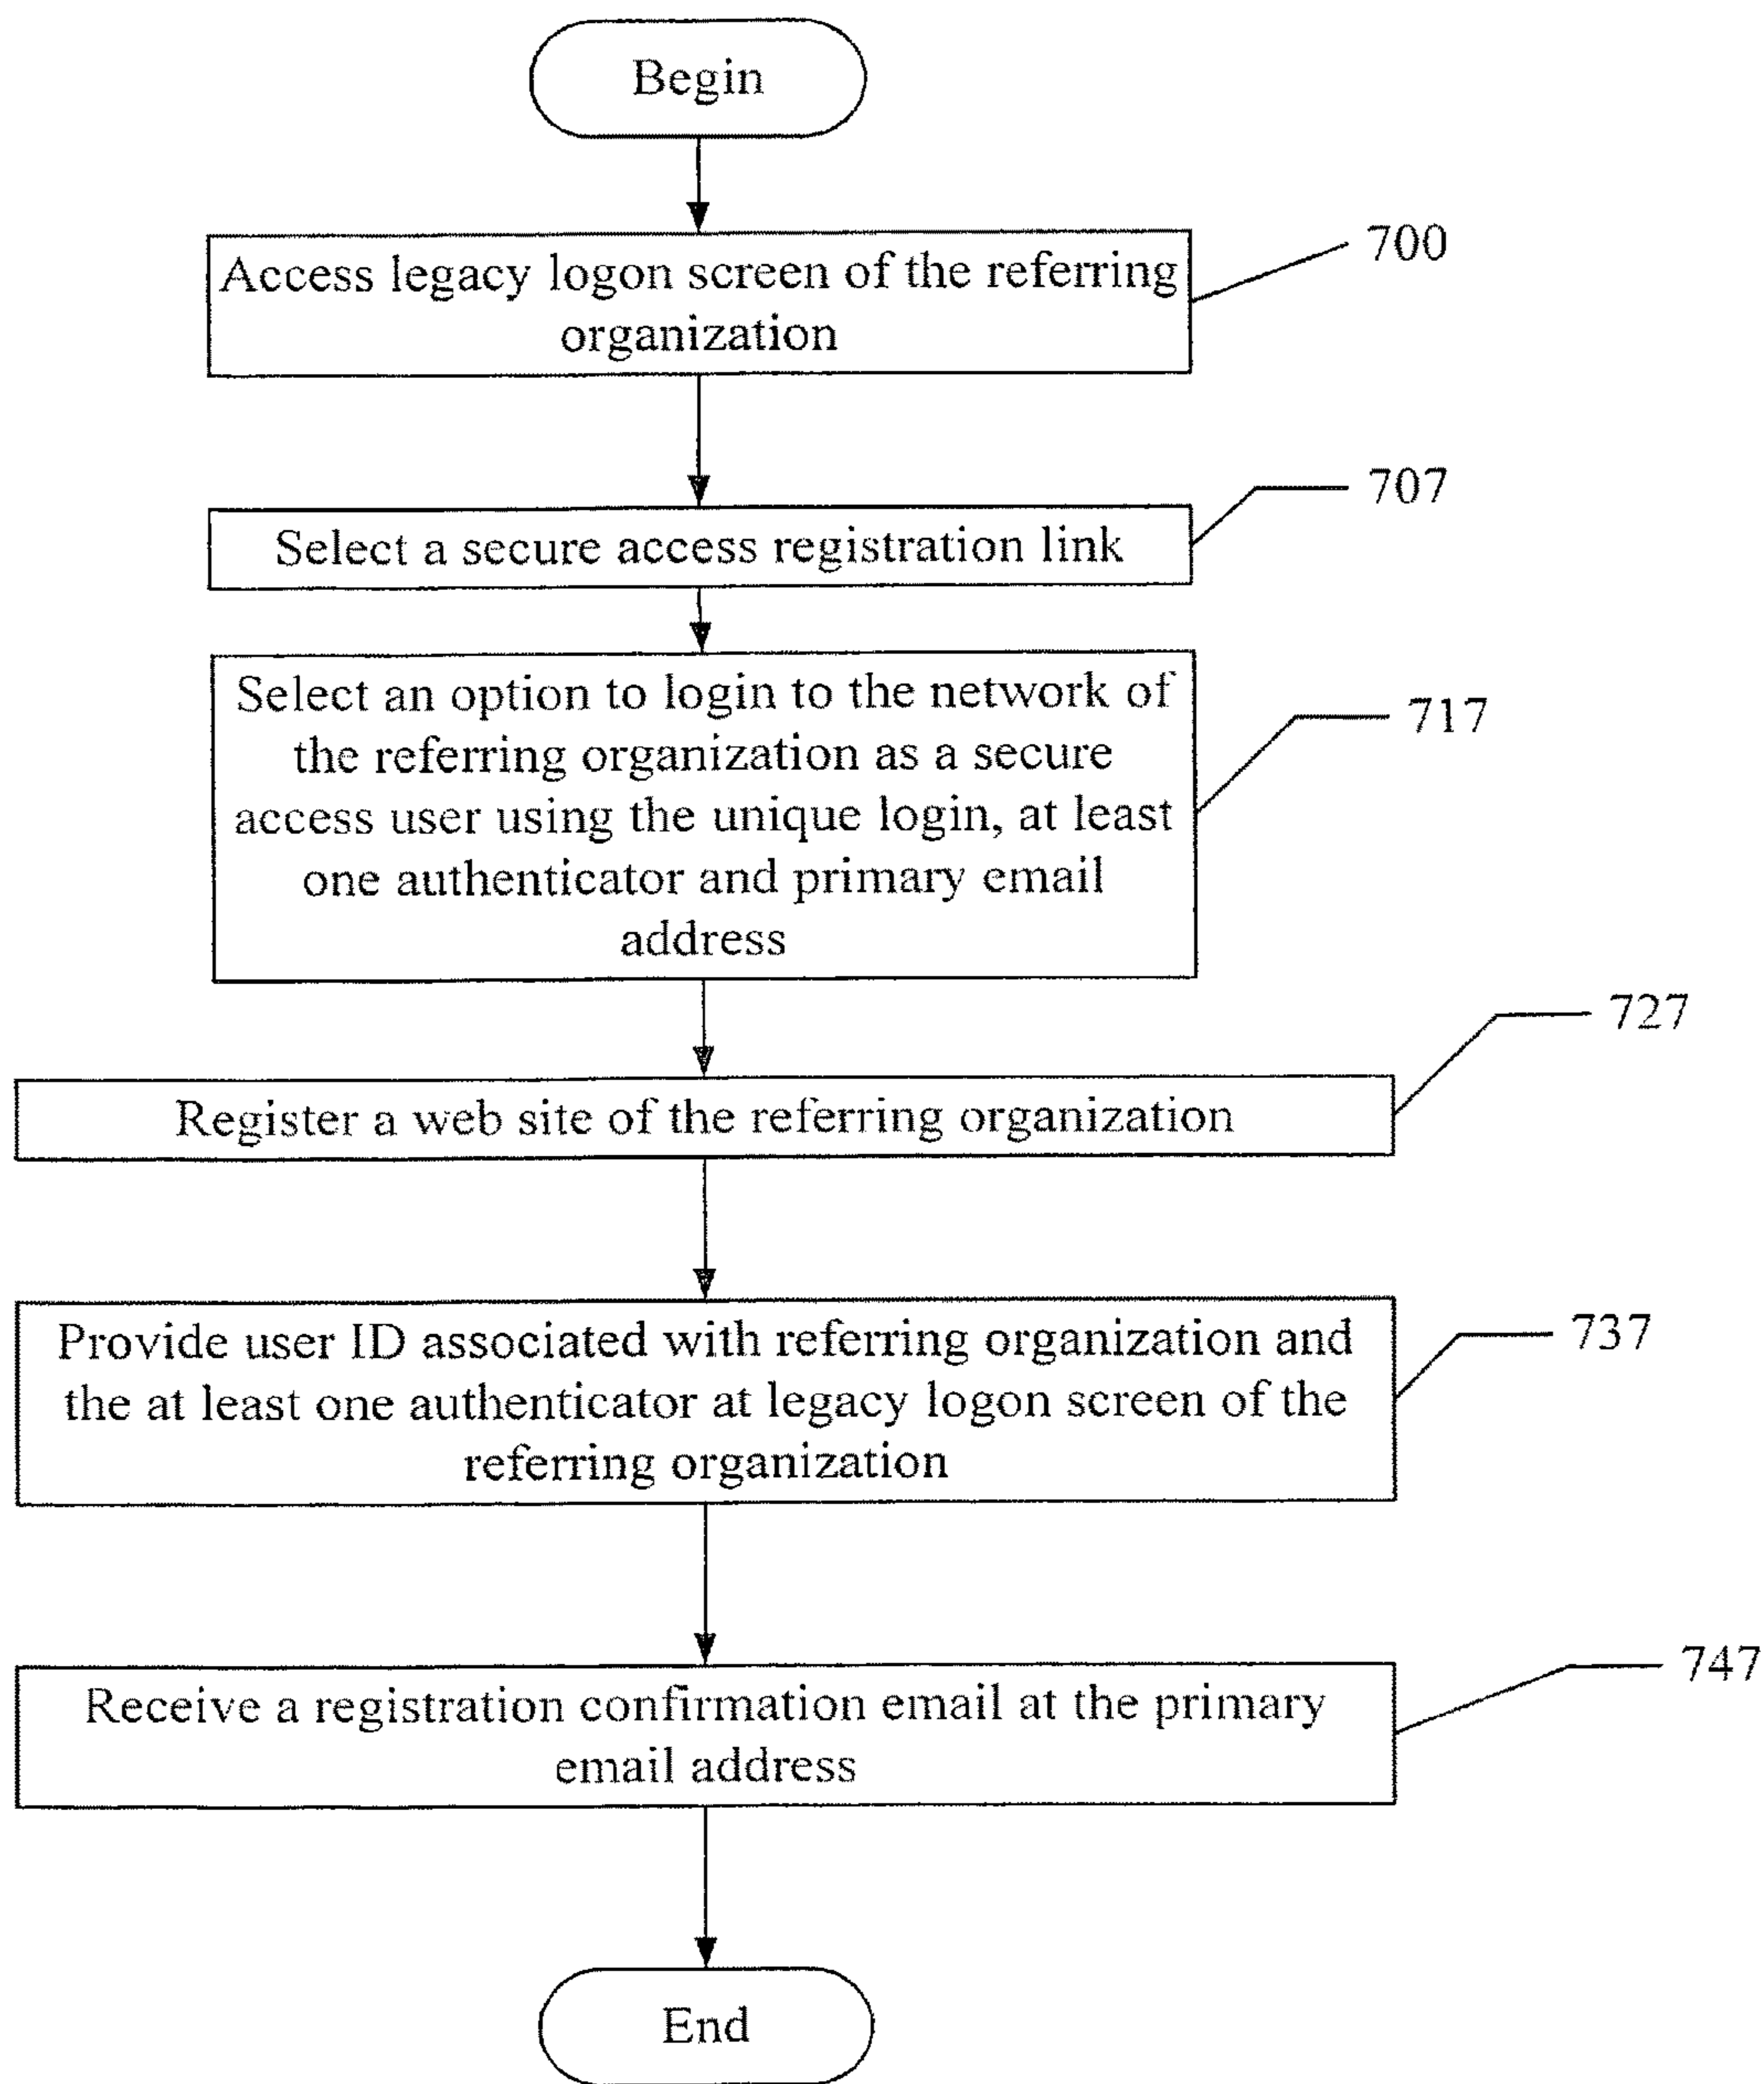 Begin
Access legacy logon screen of the referring
organization
700
Select a secure access registration link
707
Select an option to login to the network of
the referring organization as a secure
access user using the unique login, at least
one authenticator and primary email
address
717
Register a web site of the referring organization
727
Provide user ID associated with referring organization and
the at least one authenticator at legacy logon screen of the
referring organization
737
Receive a registration confirmation email at the primary
email address
747
End